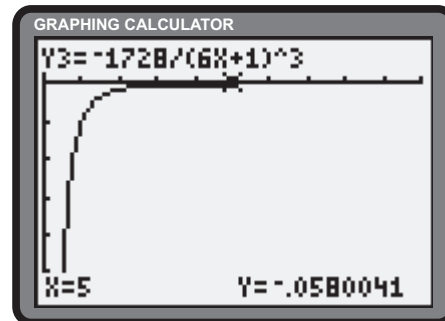 GRAPHING CALCULATOR
Y3=-1728/(6X+1)^3
X=5 Y=-.0580041